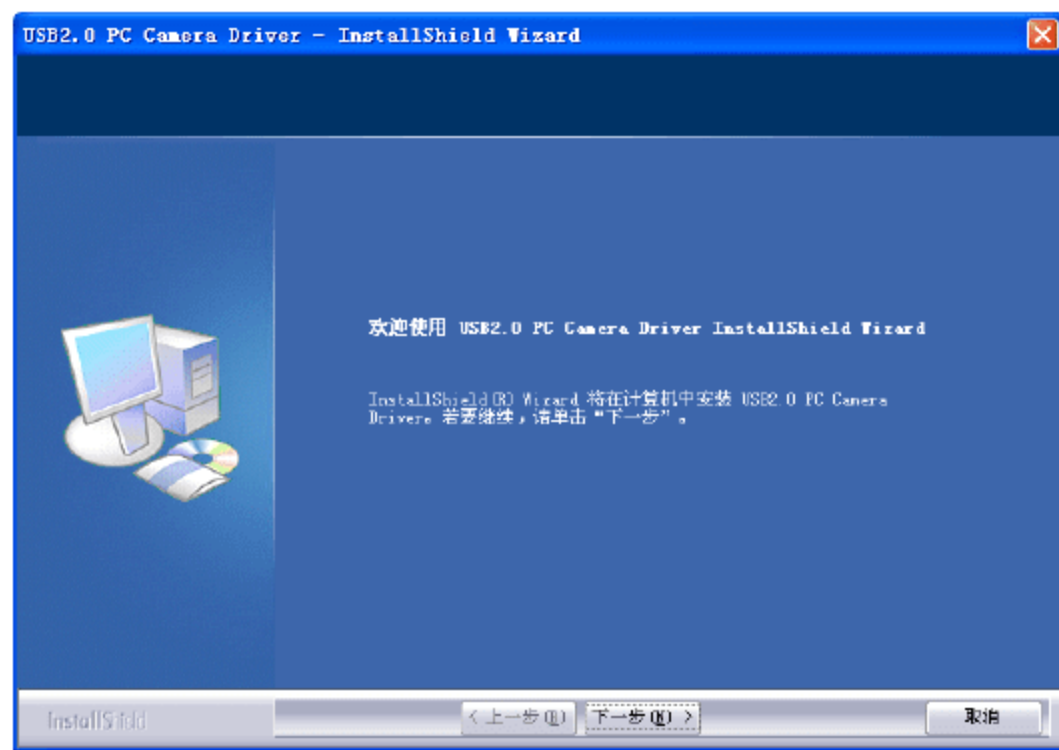 USB2.0 PC Camera Driver - InstallShield Wizard
欢迎使用 USB2.0 PC Camera Driver InstallShield Wizard
InstallShield(R) Wizard 将在计算机中安装 USB2.0 PC Camera
Driver。若要继续，请单击“下一步”。
InstallShield
< 上一步(B) 下一步(N) > 取消